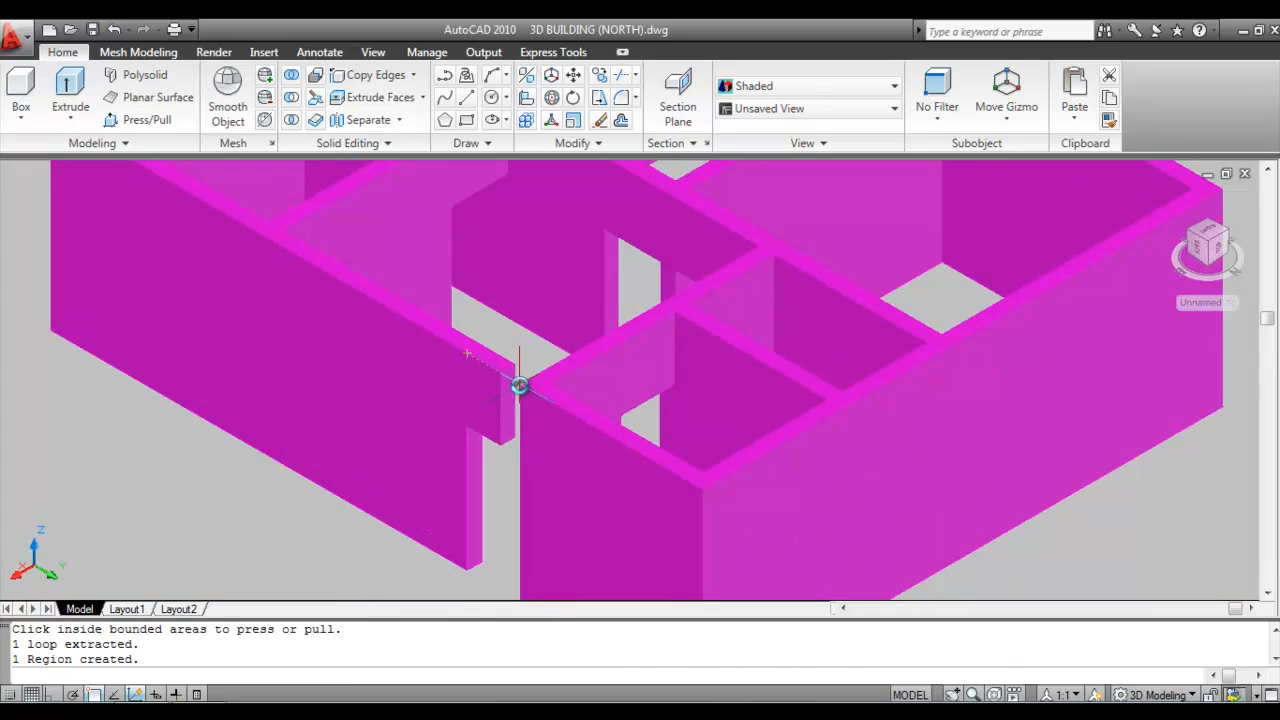 AutoCAD 2010 3D BUILDING (NORTH).dwg
Type a keyword or phrase
Home Mesh Modeling Render Insert Annotate View Manage Output Express Tools
Box
Extrude
Polysolid
Planar Surface
Press/Pull
Smooth
Object
Copy Edges
Extrude Faces
Separate
Section
Plane
Shaded
Unsaved View
No Filter
Move Gizmo
Paste
Modeling Mesh Solid Editing Draw Modify Section View Subobject Clipboard
Unnamed
Z
X
Y
Model Layout1 Layout2
Click inside bounded areas to press or pull.
1 loop extracted.
1 Region created.
MODEL 1:1 3D Modeling